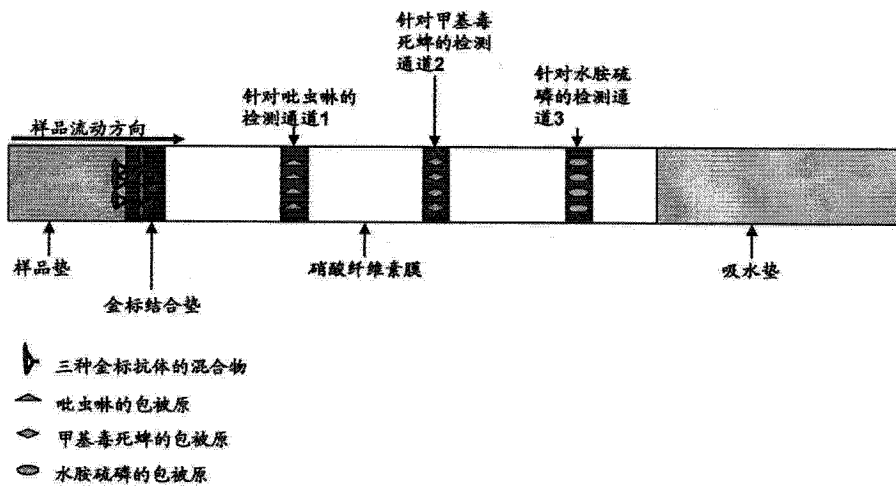 针对甲基毒
死蜱的检测
通道2
针对吡虫啉的
检测通道1
针对水胺硫
磷的检测通
道3
样品流动方向
样品垫
金标结合垫
硝酸纤维素膜
吸水垫
三种金标抗体的混合物
吡虫啉的包被原
甲基毒死蜱的包被原
水胺硫磷的包被原